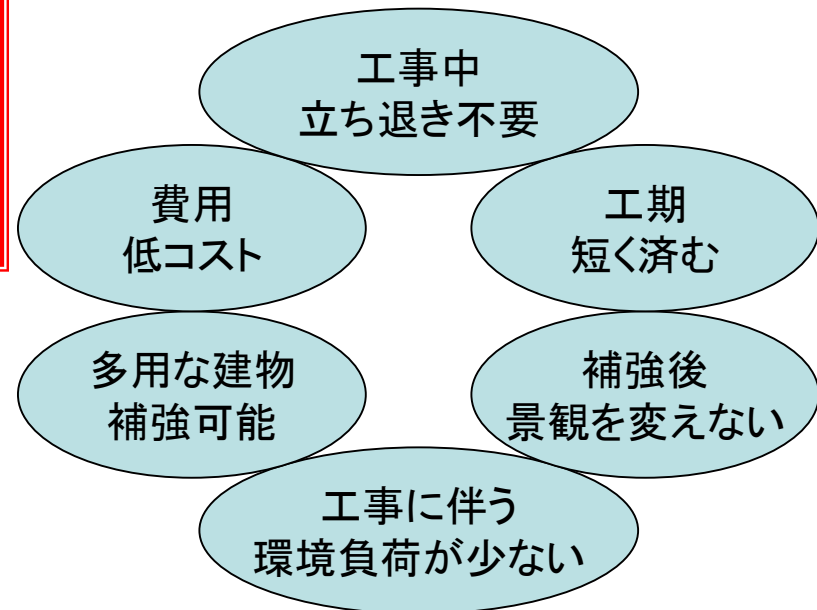 工事中
立ち退き不要
費用
低コスト
工期
短く済む
多用な建物
補強可能
補強後
景観を変えない
工事に伴う
環境負荷が少ない